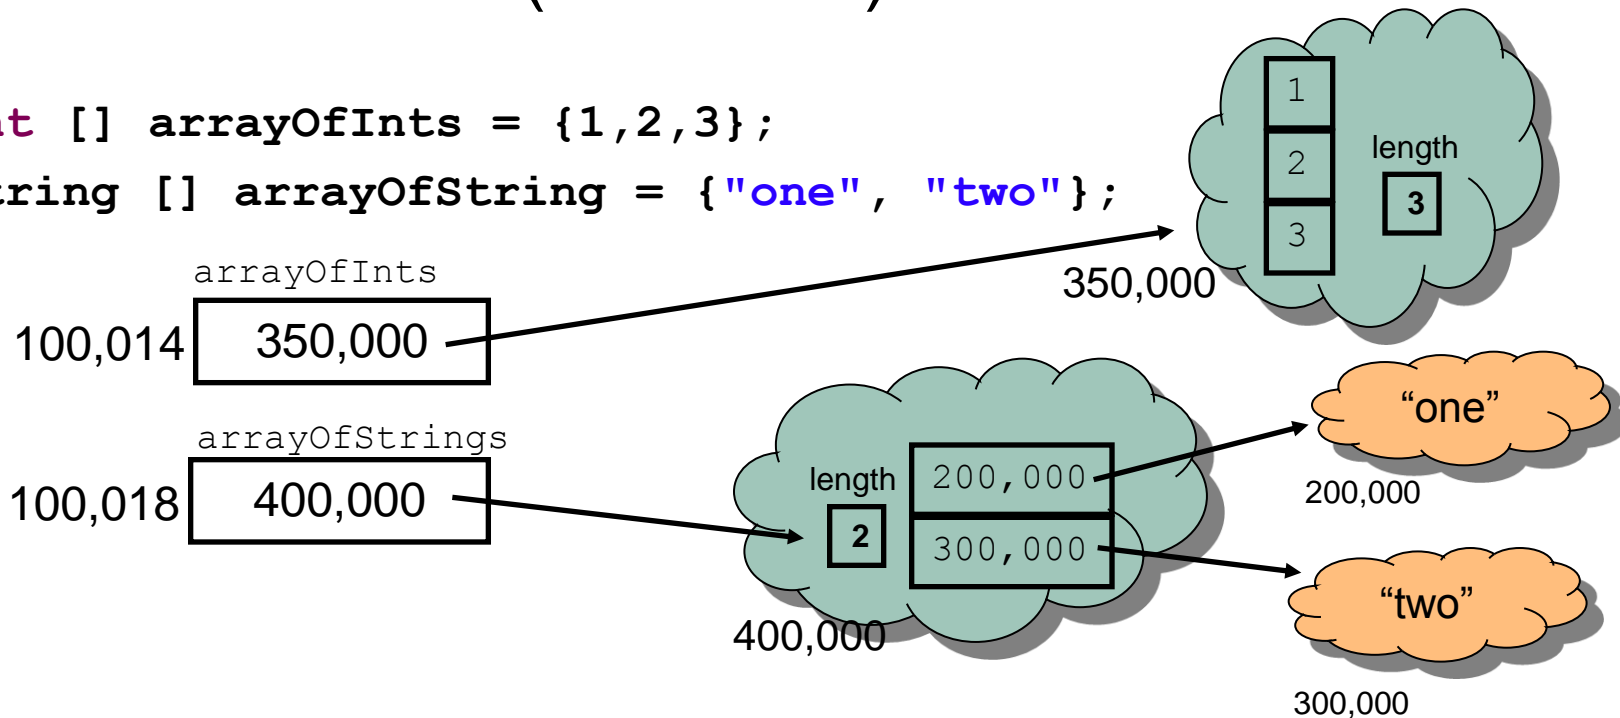 ( )
t [] arrayOfInts = {1,2,3};
tring [] arrayOfString = {"one", "two"};
arrayOfInts
100,014
350,000
350,000
1
2
3
length
3
arrayOfStrings
100,018
400,000
400,000
length
2
200,000
300,000
“one”
200,000
“two”
300,000